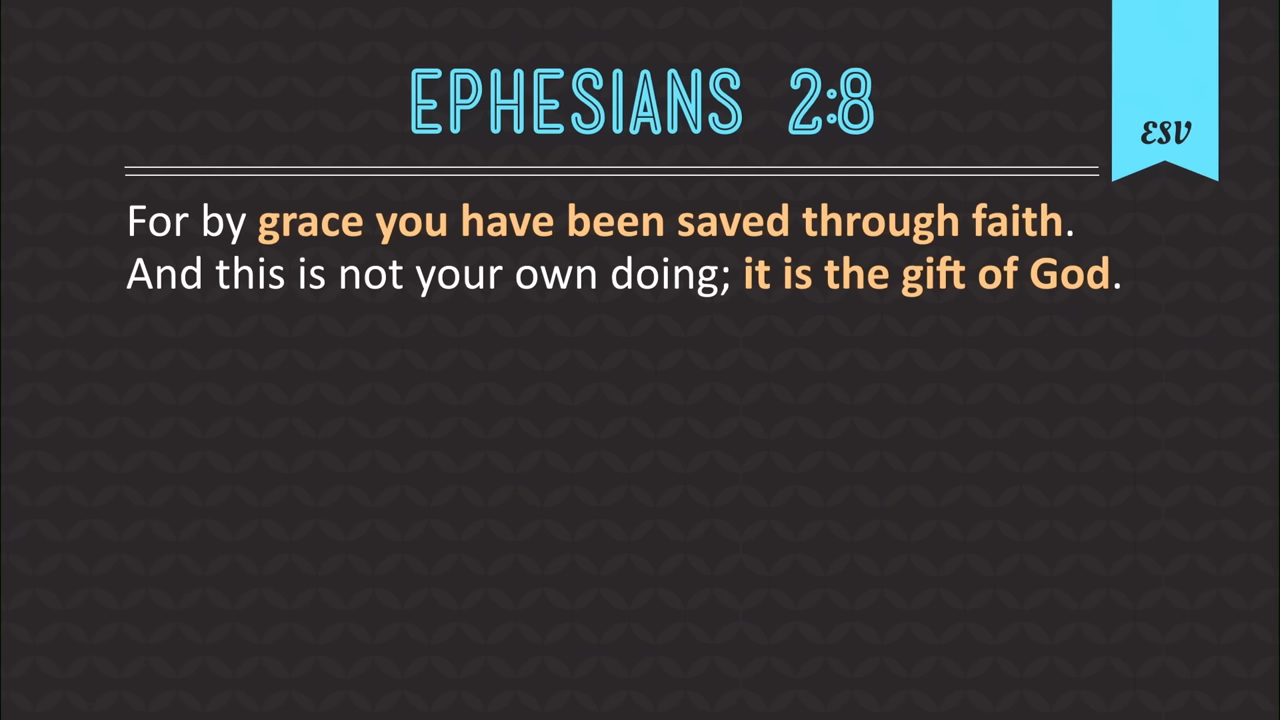 EPHESIANS 2:8
ESV
For by grace you have been saved through faith.
And this is not your own doing; it is the gift of God.